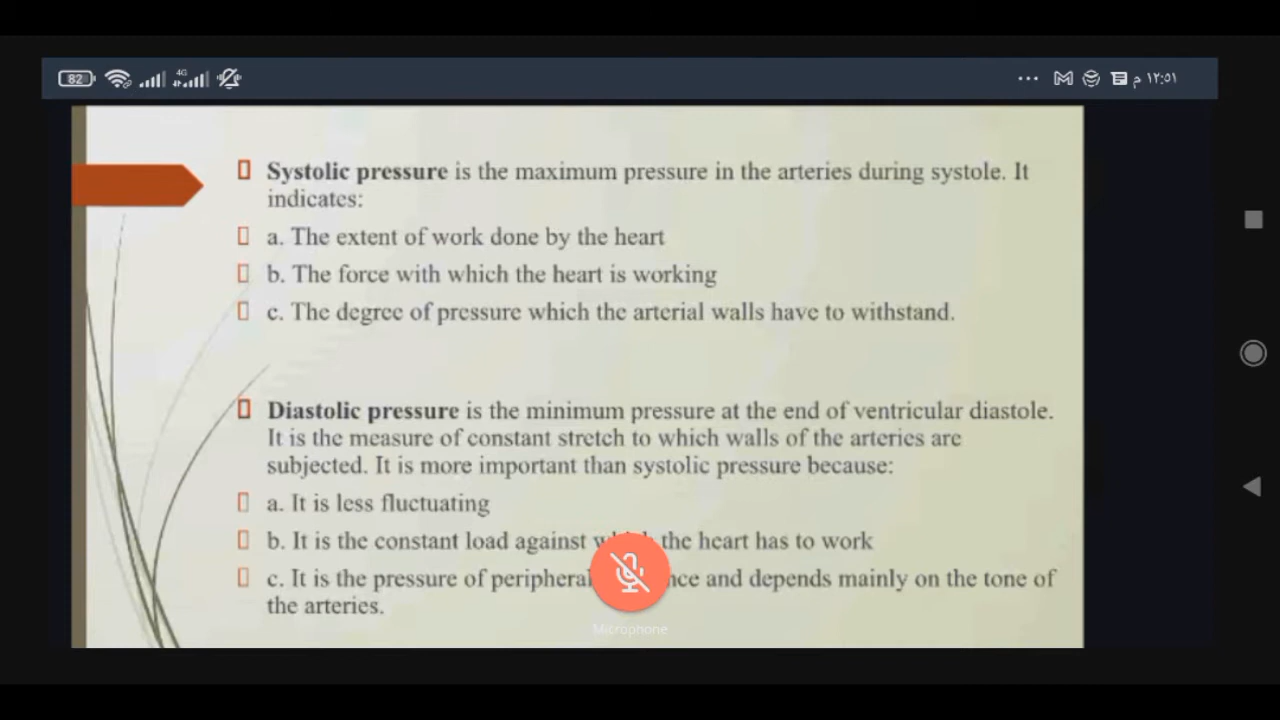 82
4G
م ١٢:٥١
Systolic pressure is the maximum pressure in the arteries during systole. It
indicates:
a. The extent of work done by the heart
b. The force with which the heart is working
c. The degree of pressure which the arterial walls have to withstand.
Diastolic pressure is the minimum pressure at the end of ventricular diastole.
It is the measure of constant stretch to which walls of the arteries are
subjected. It is more important than systolic pressure because:
a. It is less fluctuating
b. It is the constant load against the heart has to work
c. It is the pressure of peripheral and depends mainly on the tone of
the arteries.
Microphone